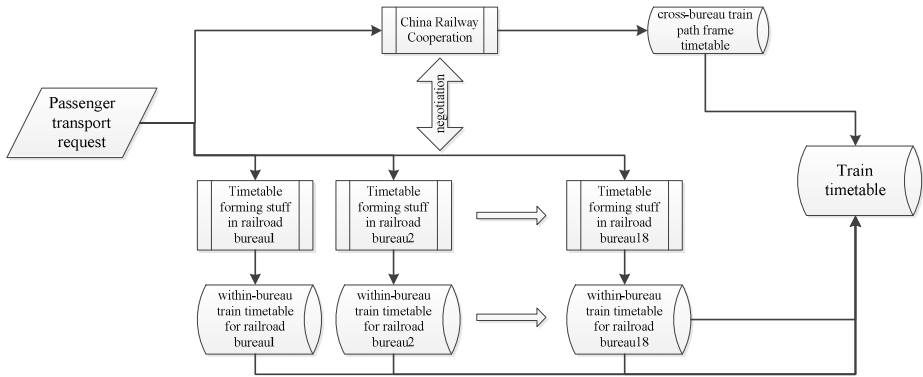 China Railway
Cooperation
cross-bureau train
path frame
timetable
Passenger
transport
request
negotiation
Train
timetable
Timetable
forming stuff
in railroad
bureau1
Timetable
forming stuff
in railroad
bureau2
Timetable
forming stuff
in railroad
bureau18
within-bureau
train timetable
for railroad
bureau1
within-bureau
train timetable
for railroad
bureau2
within-bureau
train timetable
for railroad
bureau18